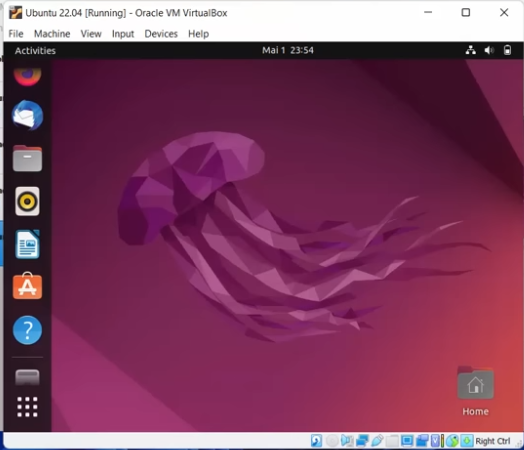 Ubuntu 22.04 [Running] - Oracle VM VirtualBox
File Machine View Input Devices Help
Activities Mai 1 23:54
Home
Right Ctrl